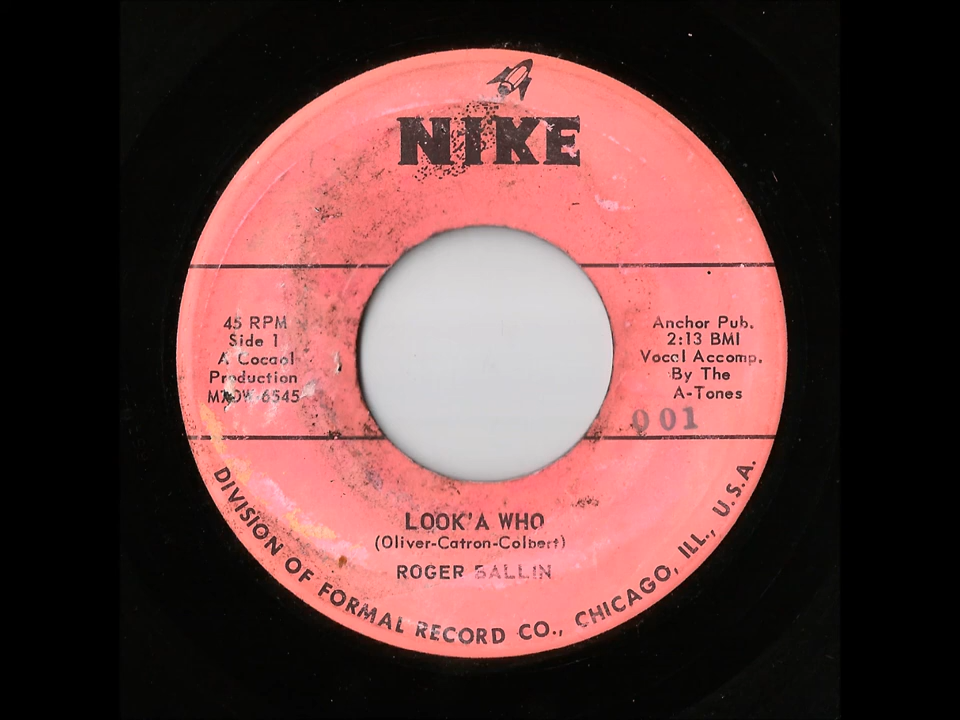 NIKE
45 RPM
Side 1
A Cocaol
Production
Anchor Pub.
2:13 BMI
Vocal Accomp.
By The
A-Tones
001
LOOK'A WHO
(Oliver-Catron-Colbert)
ROGER BALLIN
DIVISION OF FORMAL RECORD CO., CHICAGO, ILL., U.S.A.